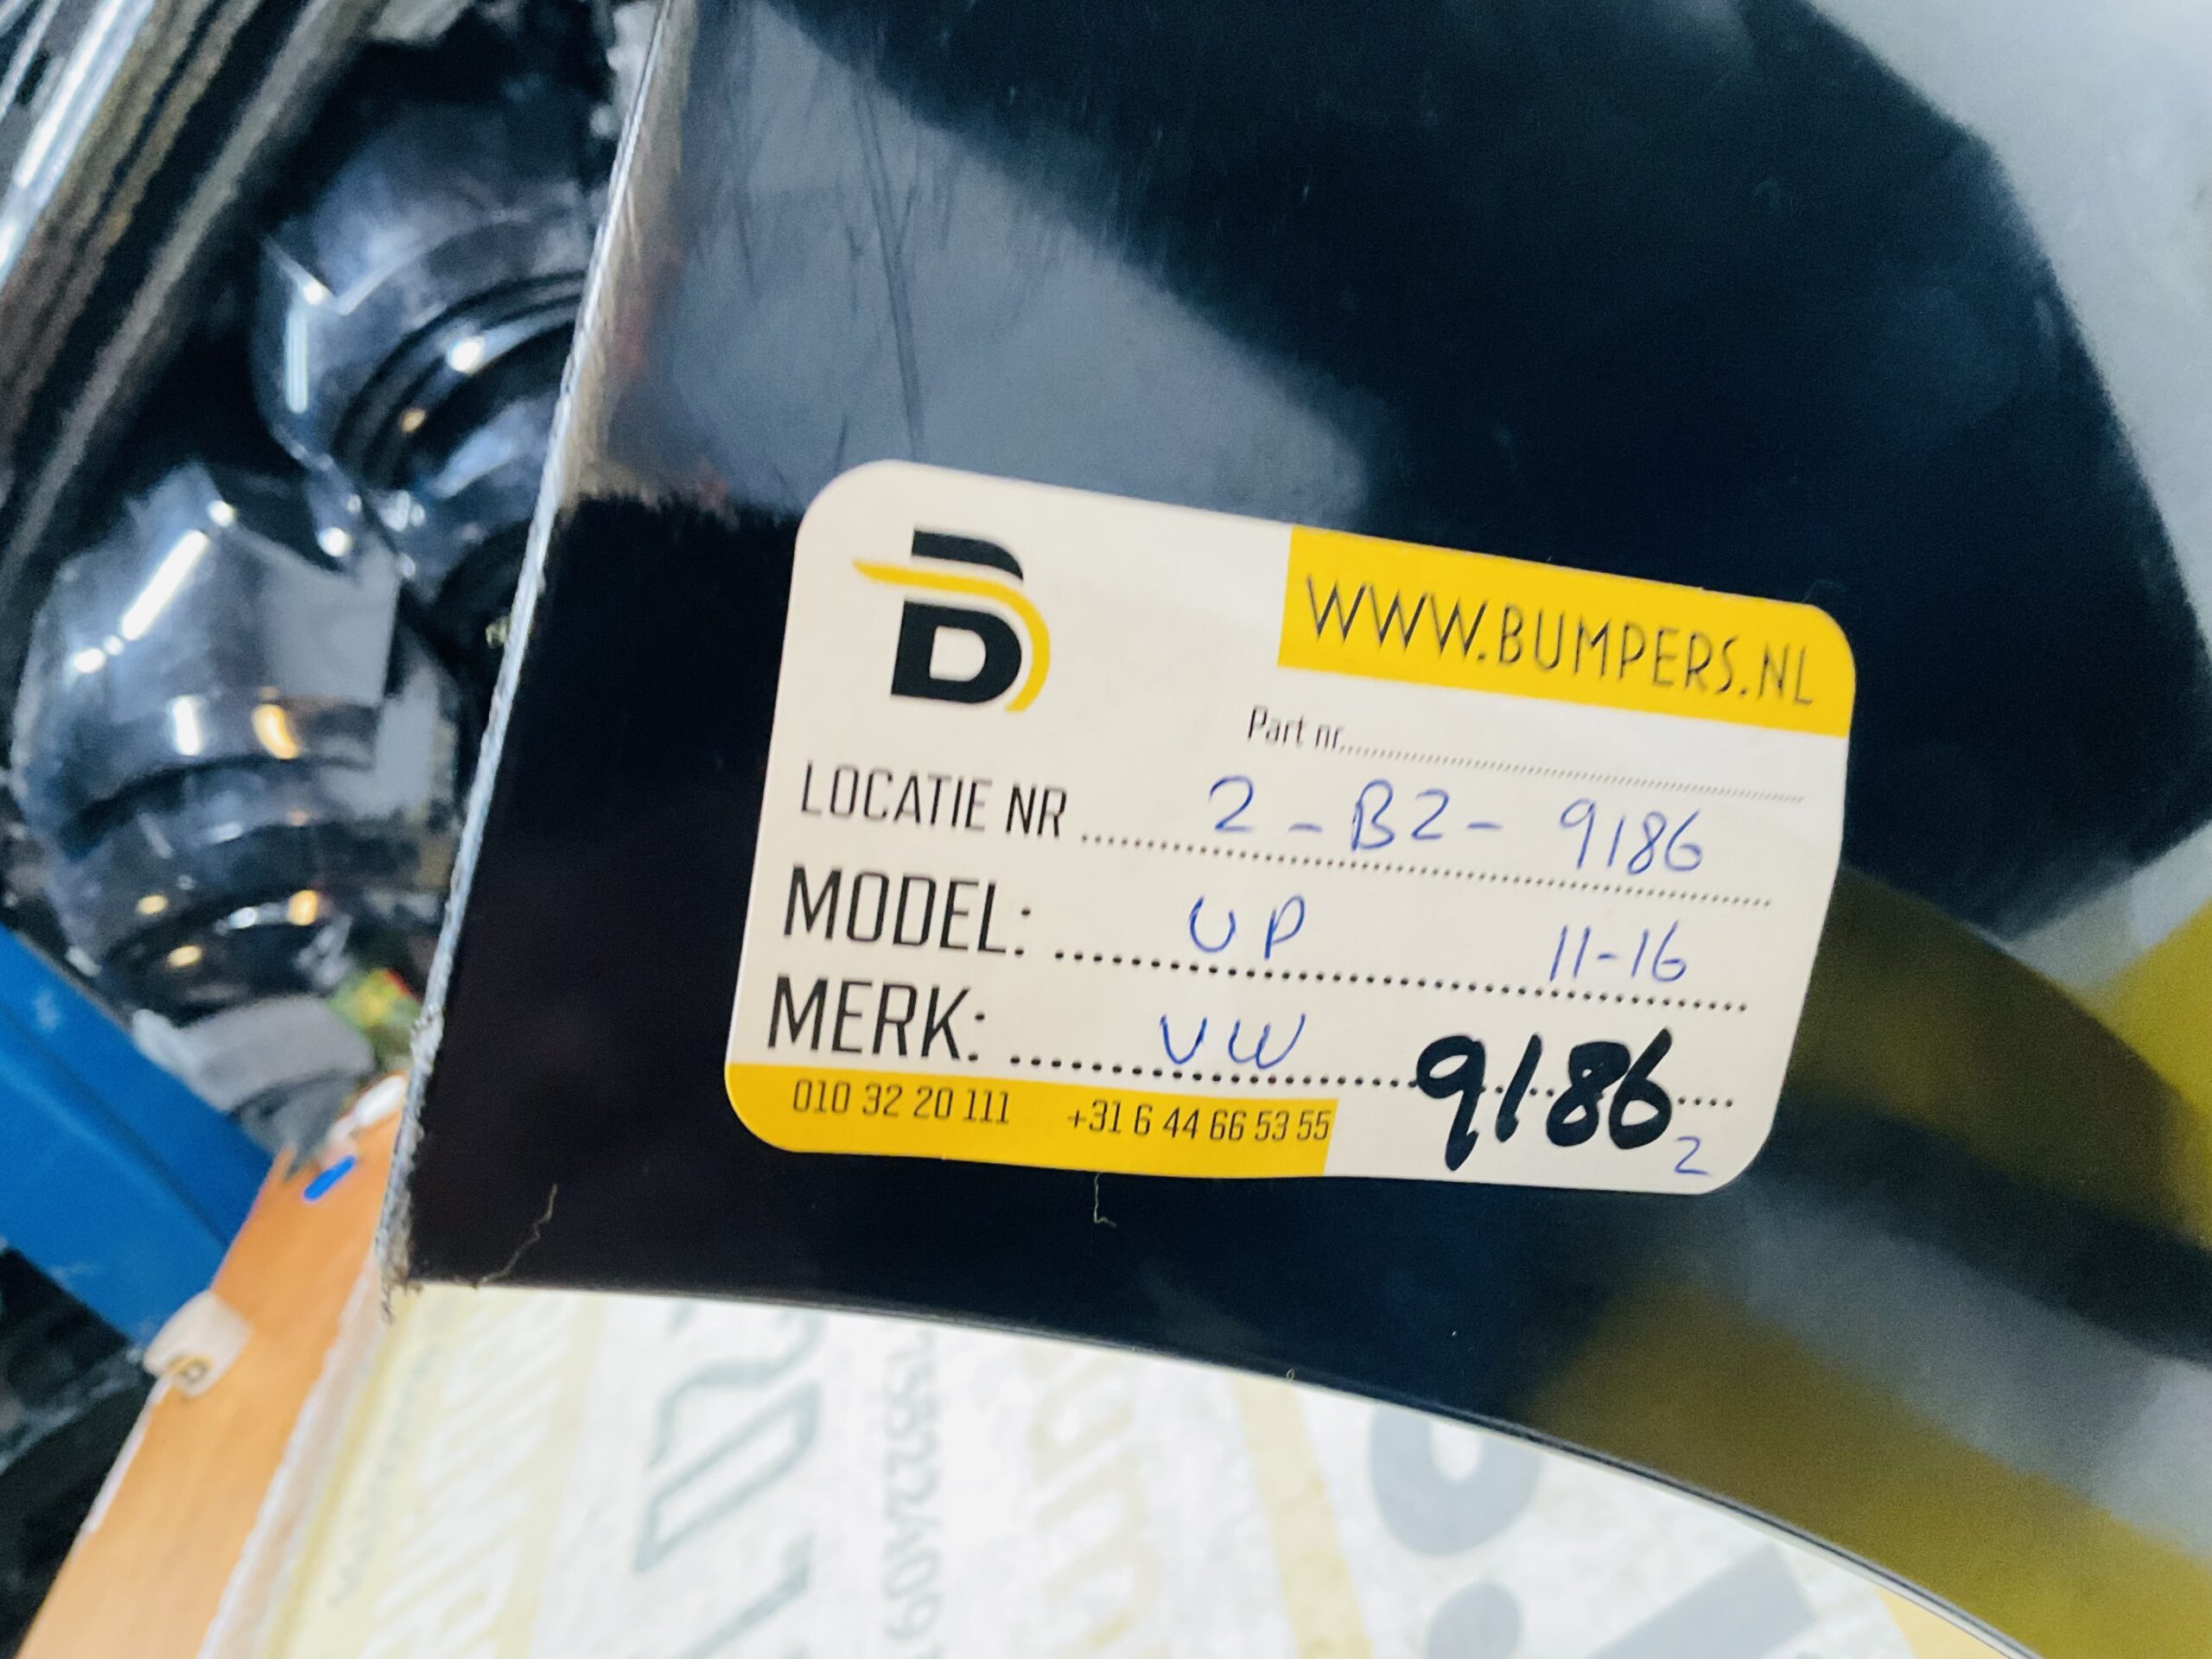 B
WWW.BUMPERS.NL
Part nr
LOCATIE NR 2-B2-9186
MODEL: UP 11-16
MERK: VW
9186
2
010 32 20 111 +31 6 44 66 53 55